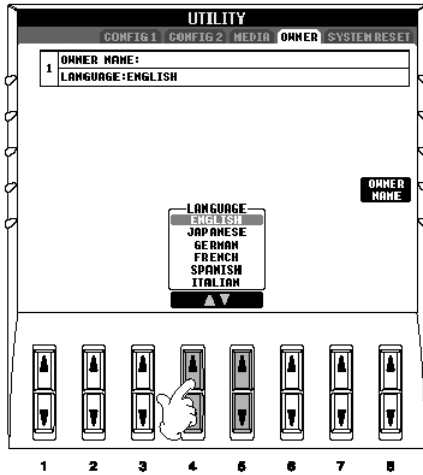 UTILITY
CONFIG 1 CONFIG 2 MEDIA OWNER SYSTEM RESET
1 OWNER NAME:
LANGUAGE:ENGLISH
OWNER
NAME
LANGUAGE
ENGLISH
JAPANESE
GERMAN
FRENCH
SPANISH
ITALIAN
1 2 3 4 5 6 7 8